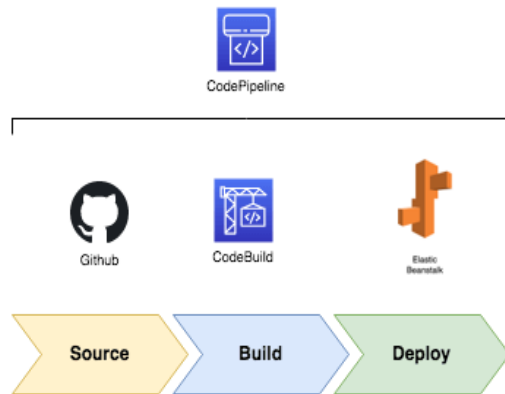 CodePipeline
Github
CodeBuild
Elastic
Beanstalk
Source
Build
Deploy